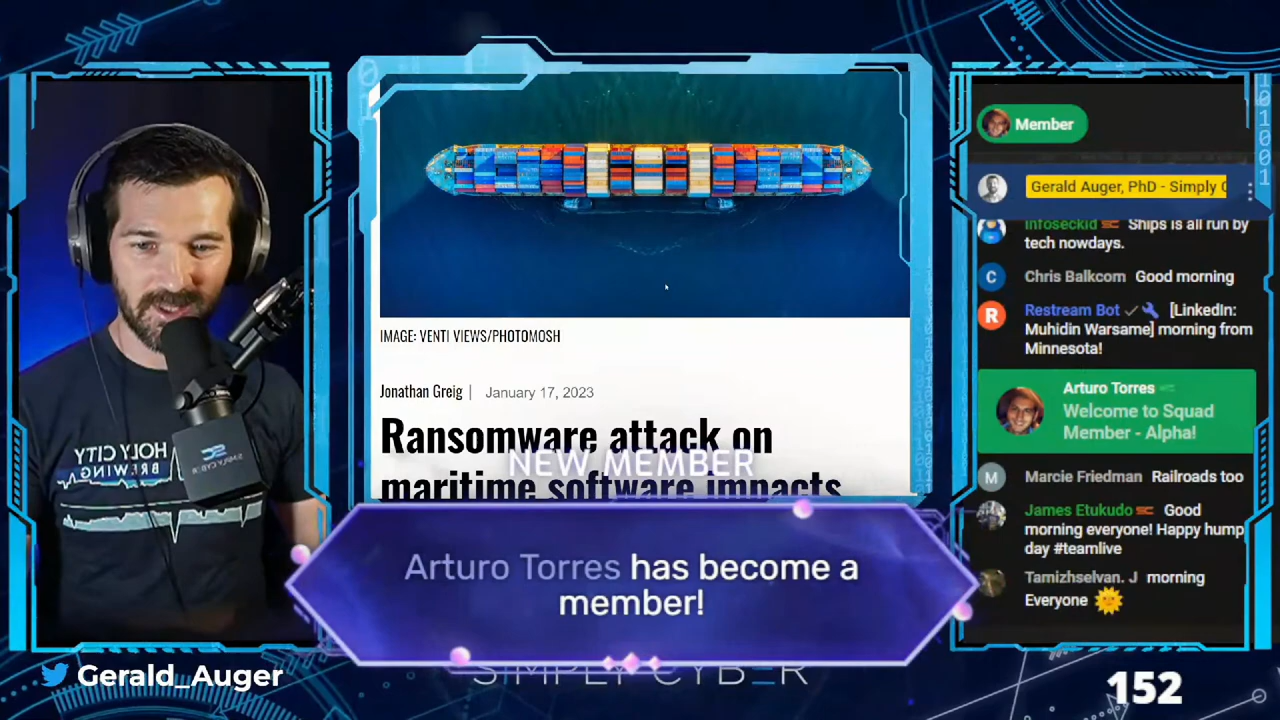 IMAGE: VENTI VIEWS/PHOTOMOSH
Jonathan Greig | January 17, 2023
Ransomware attack on
maritime software impacts
NEW MEMBER
Arturo Torres has become a
member!
SIMPLY CYBER
HOLY CITY
BREWING
SIMPLY CYBER
Gerald_Auger
Member
Gerald Auger, PhD - Simply C
infoseckid Ships is all run by
tech nowdays.
C Chris Balkcom Good morning
R Restream Bot [LinkedIn:
Muhidin Warsame] morning from
Minnesota!
Arturo Torres
Welcome to Squad
Member - Alpha!
M Marcie Friedman Railroads too
James Etukudo Good
morning everyone! Happy hump
day #teamlive
Tamizhselvan. J morning
Everyone
152